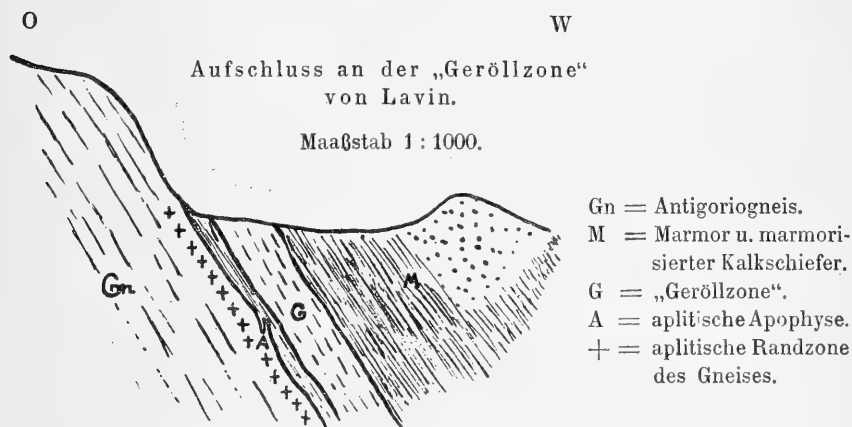 O W
Aufschluss an der „Geröllzone“
von Lavin.
Maaßstab 1 : 1000.
Gn = Antigoriogneis.
M = Marmor u. marmori-
sierter Kalkschiefer.
G = „Geröllzone“.
A = aplitische Apophyse.
+ = aplitische Randzone
des Gneises.
Gn
M
G
A